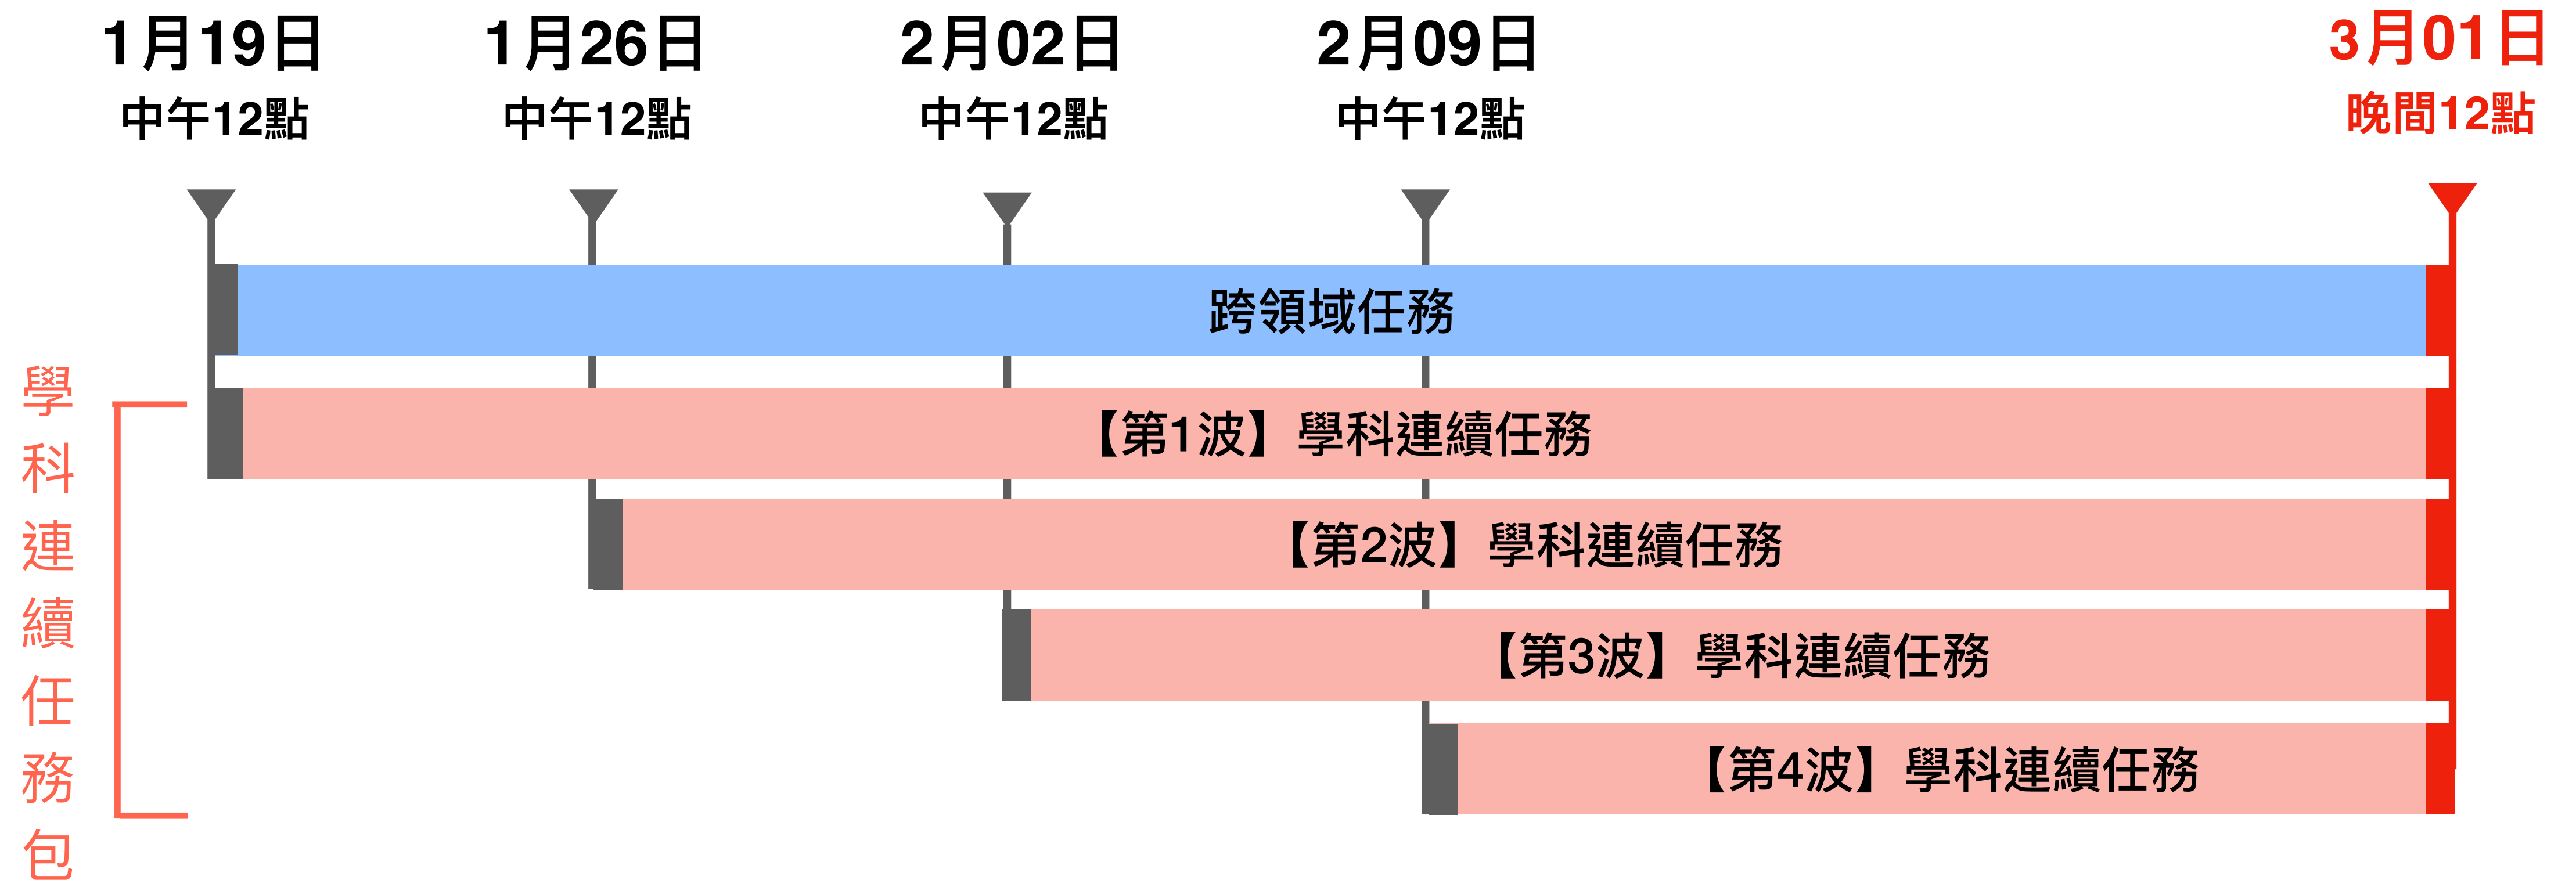 1月19日
中午12點
1月26日
中午12點
2月02日
中午12點
2月09日
中午12點
3月01日
晚間12點
跨領域任務
學科連續任務包
【第1波】學科連續任務
【第2波】學科連續任務
【第3波】學科連續任務
【第4波】學科連續任務